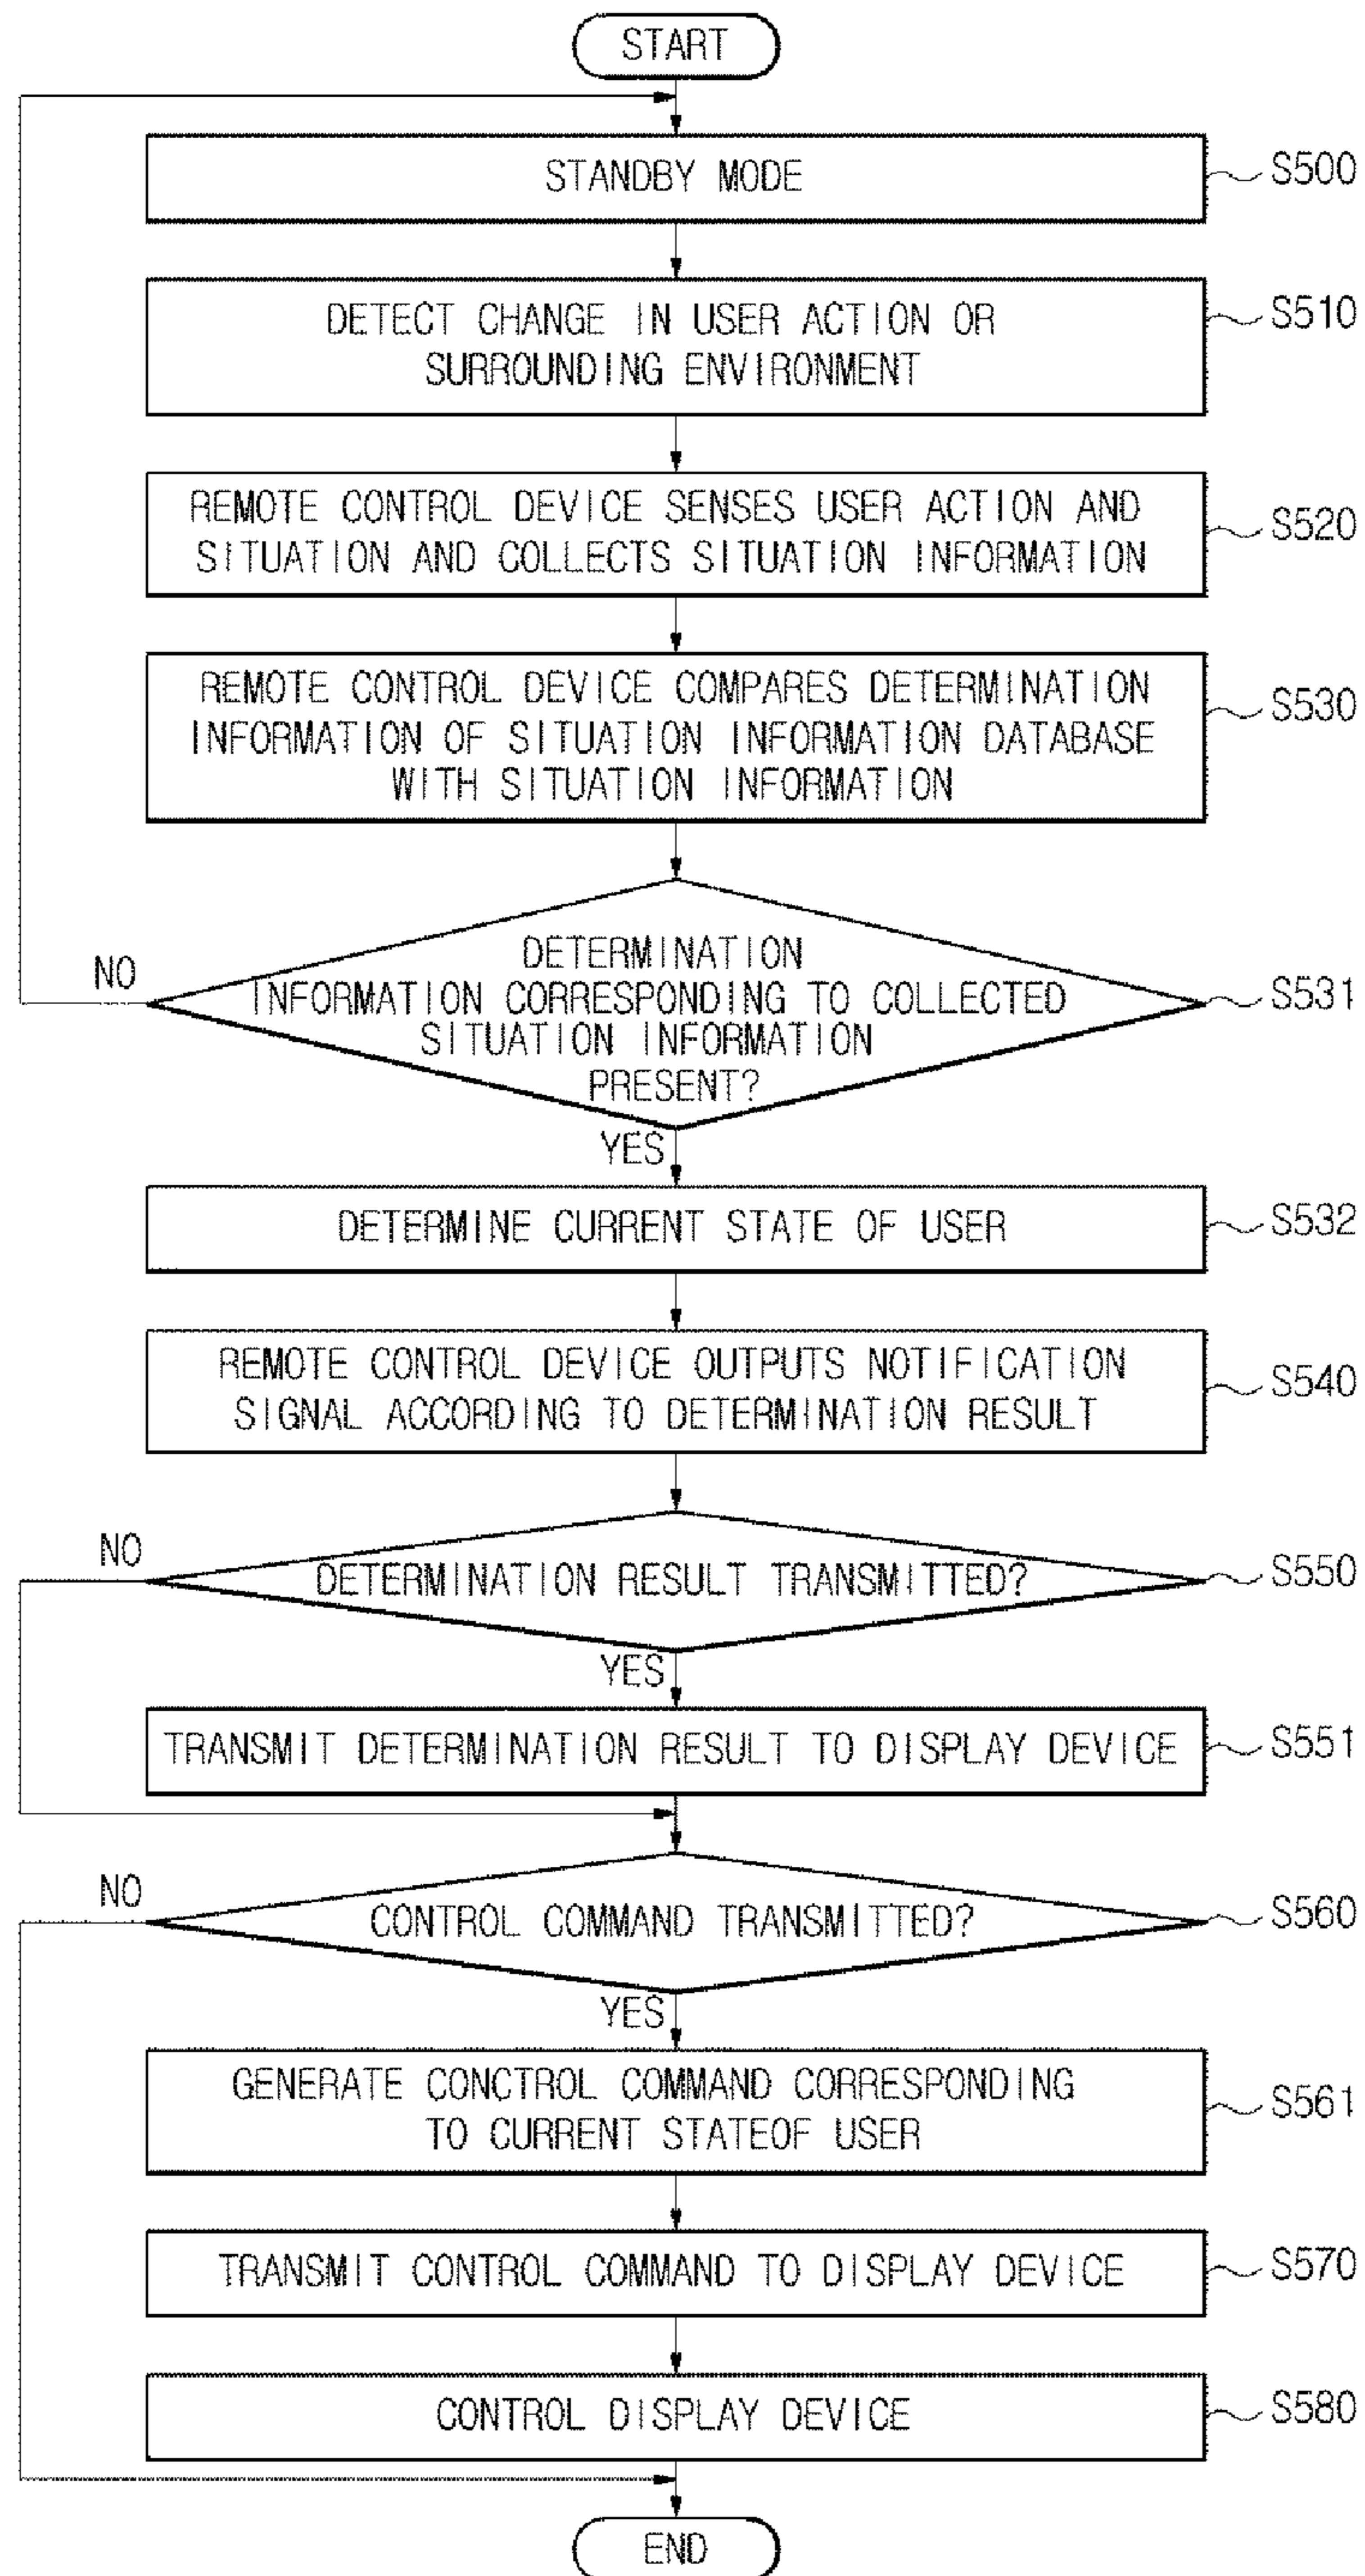 START
STANDBY MODE
S500
DETECT CHANGE IN USER ACTION OR
SURROUNDING ENVIRONMENT
S510
REMOTE CONTROL DEVICE SENSES USER ACTION AND
SITUATION AND COLLECTS SITUATION INFORMATION
S520
REMOTE CONTROL DEVICE COMPARES DETERMINATION
INFORMATION OF SITUATION INFORMATION DATABASE
WITH SITUATION INFORMATION
S530
NO
DETERMINATION
INFORMATION CORRESPONDING TO COLLECTED
SITUATION INFORMATION
PRESENT?
S531
YES
DETERMINE CURRENT STATE OF USER
S532
REMOTE CONTROL DEVICE OUTPUTS NOTIFICATION
SIGNAL ACCORDING TO DETERMINATION RESULT
S540
NO
DETERMINATION RESULT TRANSMITTED?
S550
YES
TRANSMIT DETERMINATION RESULT TO DISPLAY DEVICE
S551
NO
CONTROL COMMAND TRANSMITTED?
S560
YES
GENERATE CONCTROL COMMAND CORRESPONDING
TO CURRENT STATEOF USER
S561
TRANSMIT CONTROL COMMAND TO DISPLAY DEVICE
S570
CONTROL DISPLAY DEVICE
S580
END